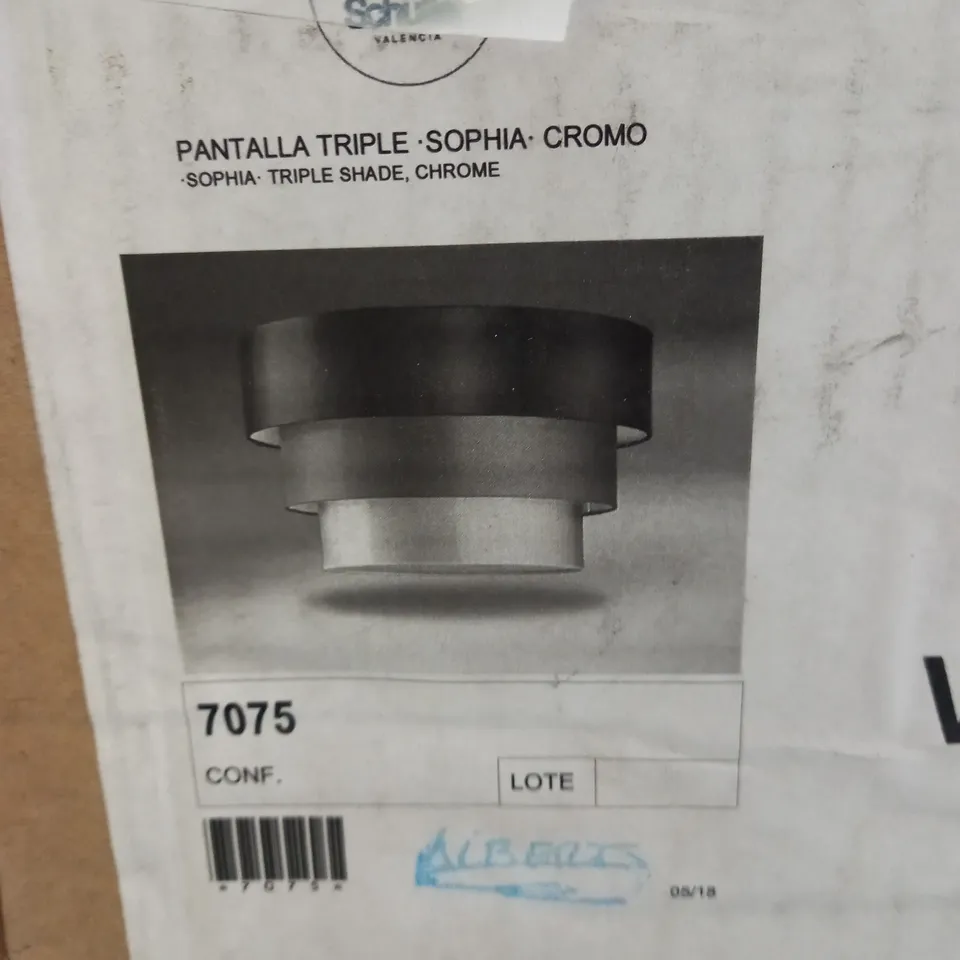 Schu
VALENCIA
PANTALLA TRIPLE ·SOPHIA· CROMO
·SOPHIA· TRIPLE SHADE, CHROME
7075
CONF.
LOTE
*7075*
05/18